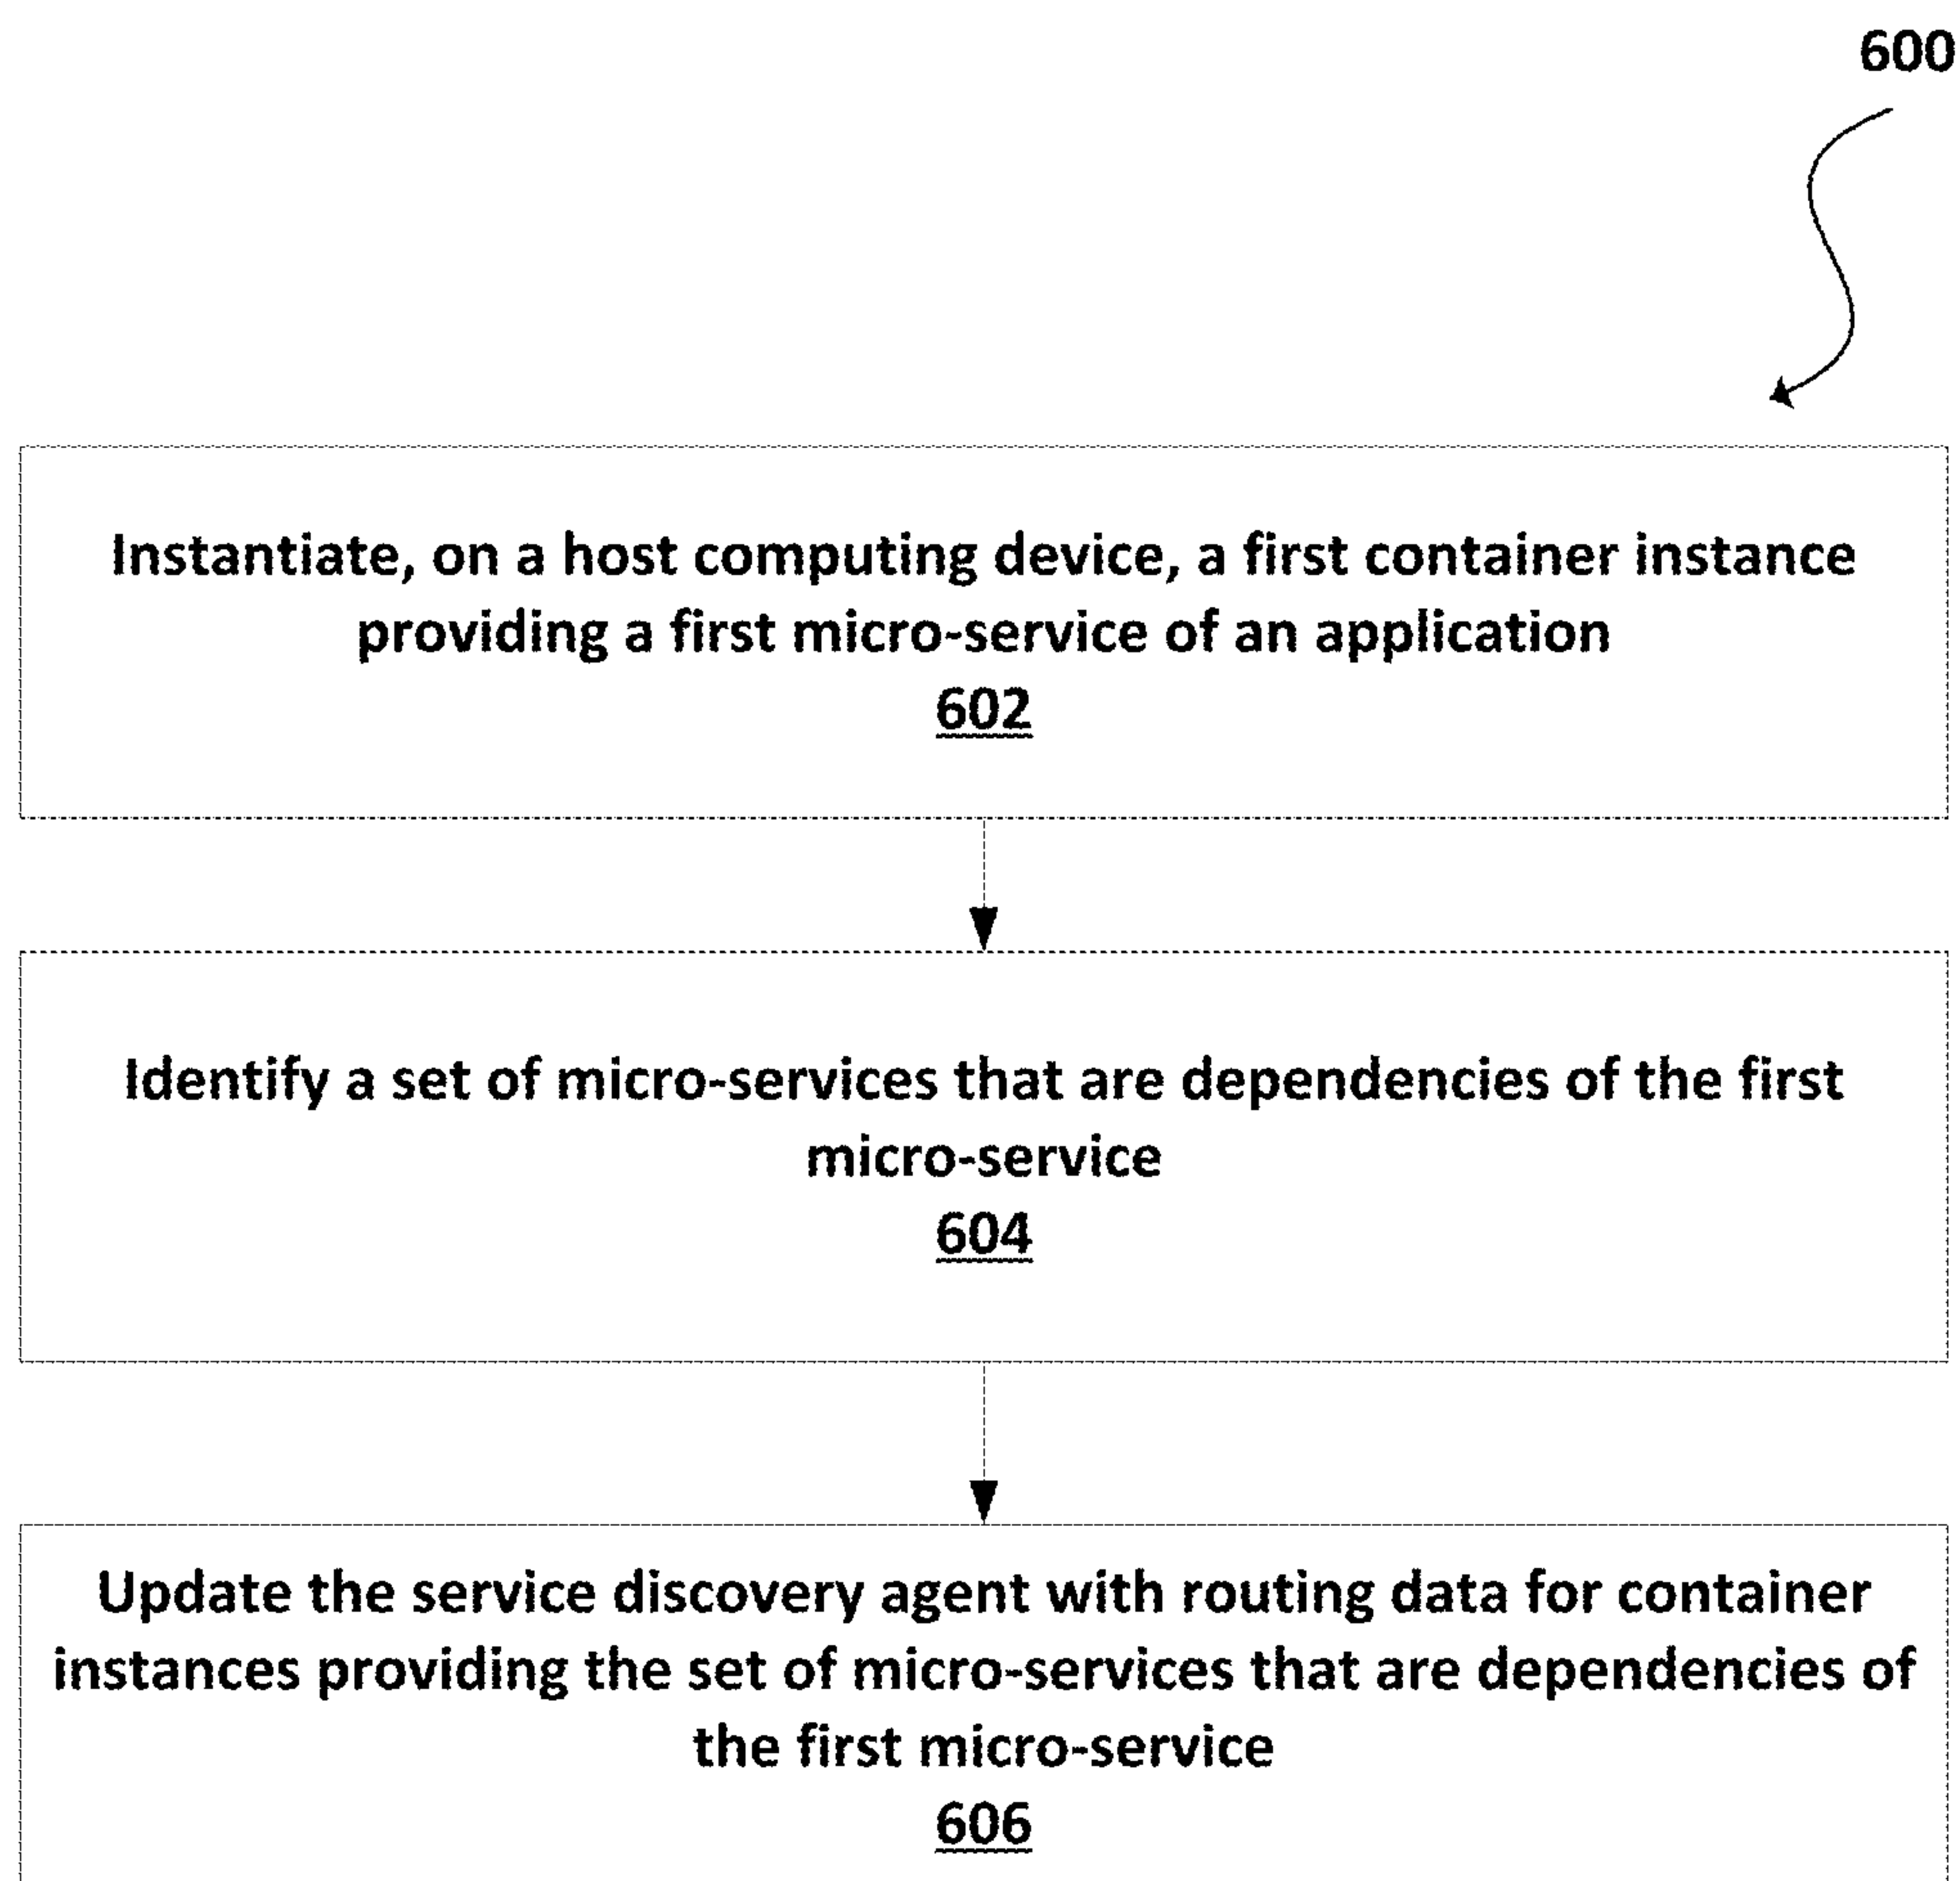 600
Instantiate, on a host computing device, a first container instance
providing a first micro-service of an application
602
Identify a set of micro-services that are dependencies of the first
micro-service
604
Update the service discovery agent with routing data for container
instances providing the set of micro-services that are dependencies of
the first micro-service
606